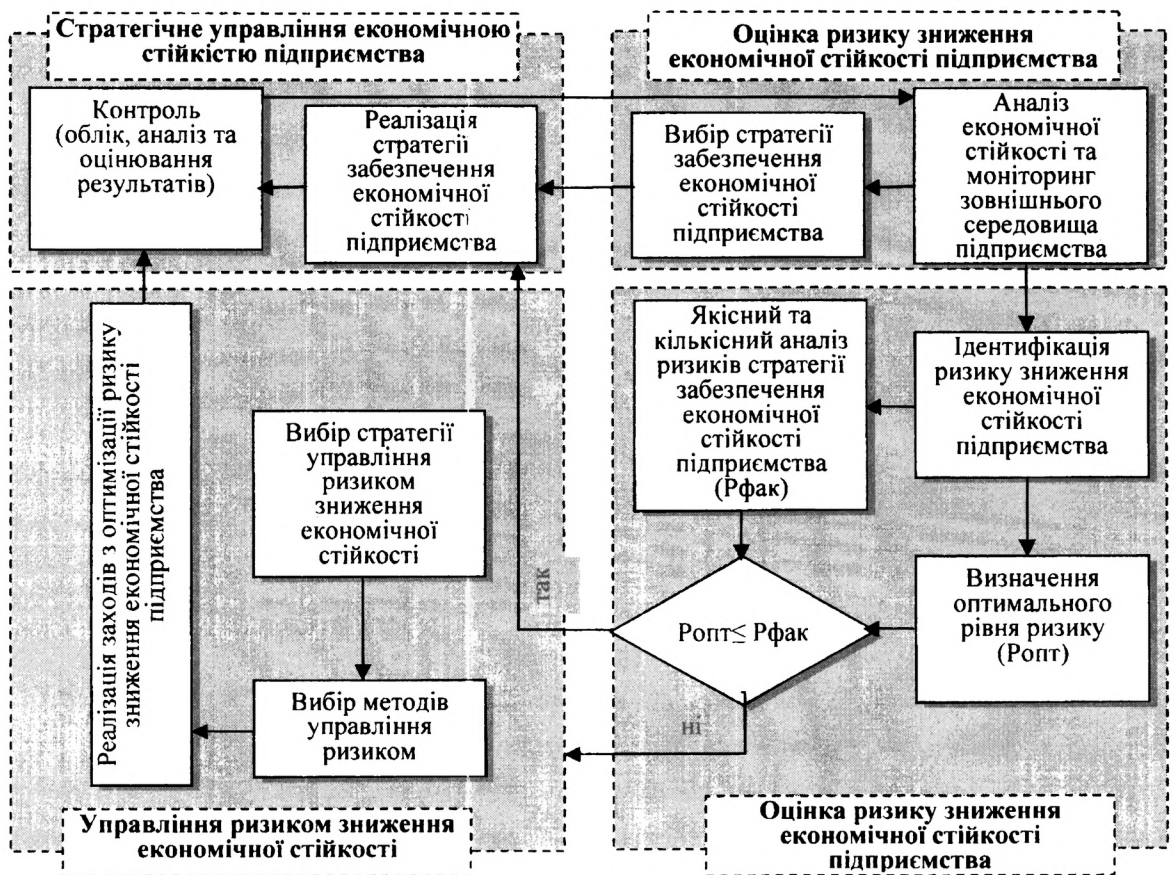 Стратегічне управління економічною
стійкістю підприємства
Оцінка ризику зниження
економічної стійкості підприємства
Контроль
(облік, аналіз та
оцінювання
результатів)
Реалізація
стратегії
забезпечення
економічної
стійкості
підприємства
Вибір стратегії
забезпечення
економічної
стійкості
підприємства
Аналіз
економічної
стійкості та
моніторинг
зовнішнього
середовища
підприємства
Реалізація заходів з оптимізації ризику
зниження економічної стійкості
підприємства
Вибір стратегії
управління
ризиком
зниження
економічної
стійкості
Якісний та
кількісний аналіз
ризиків стратегії
забезпечення
економічної
стійкості
підприємства
(Рфак)
Ідентифікація
ризику зниження
економічної
стійкості
підприємства
так
Ропт≤ Рфак
Визначення
оптимального
рівня ризику
(Ропт)
Вибір методів
управління
ризиком
ні
Управління ризиком зниження
економічної стійкості
Оцінка ризику зниження
економічної стійкості
підприємства